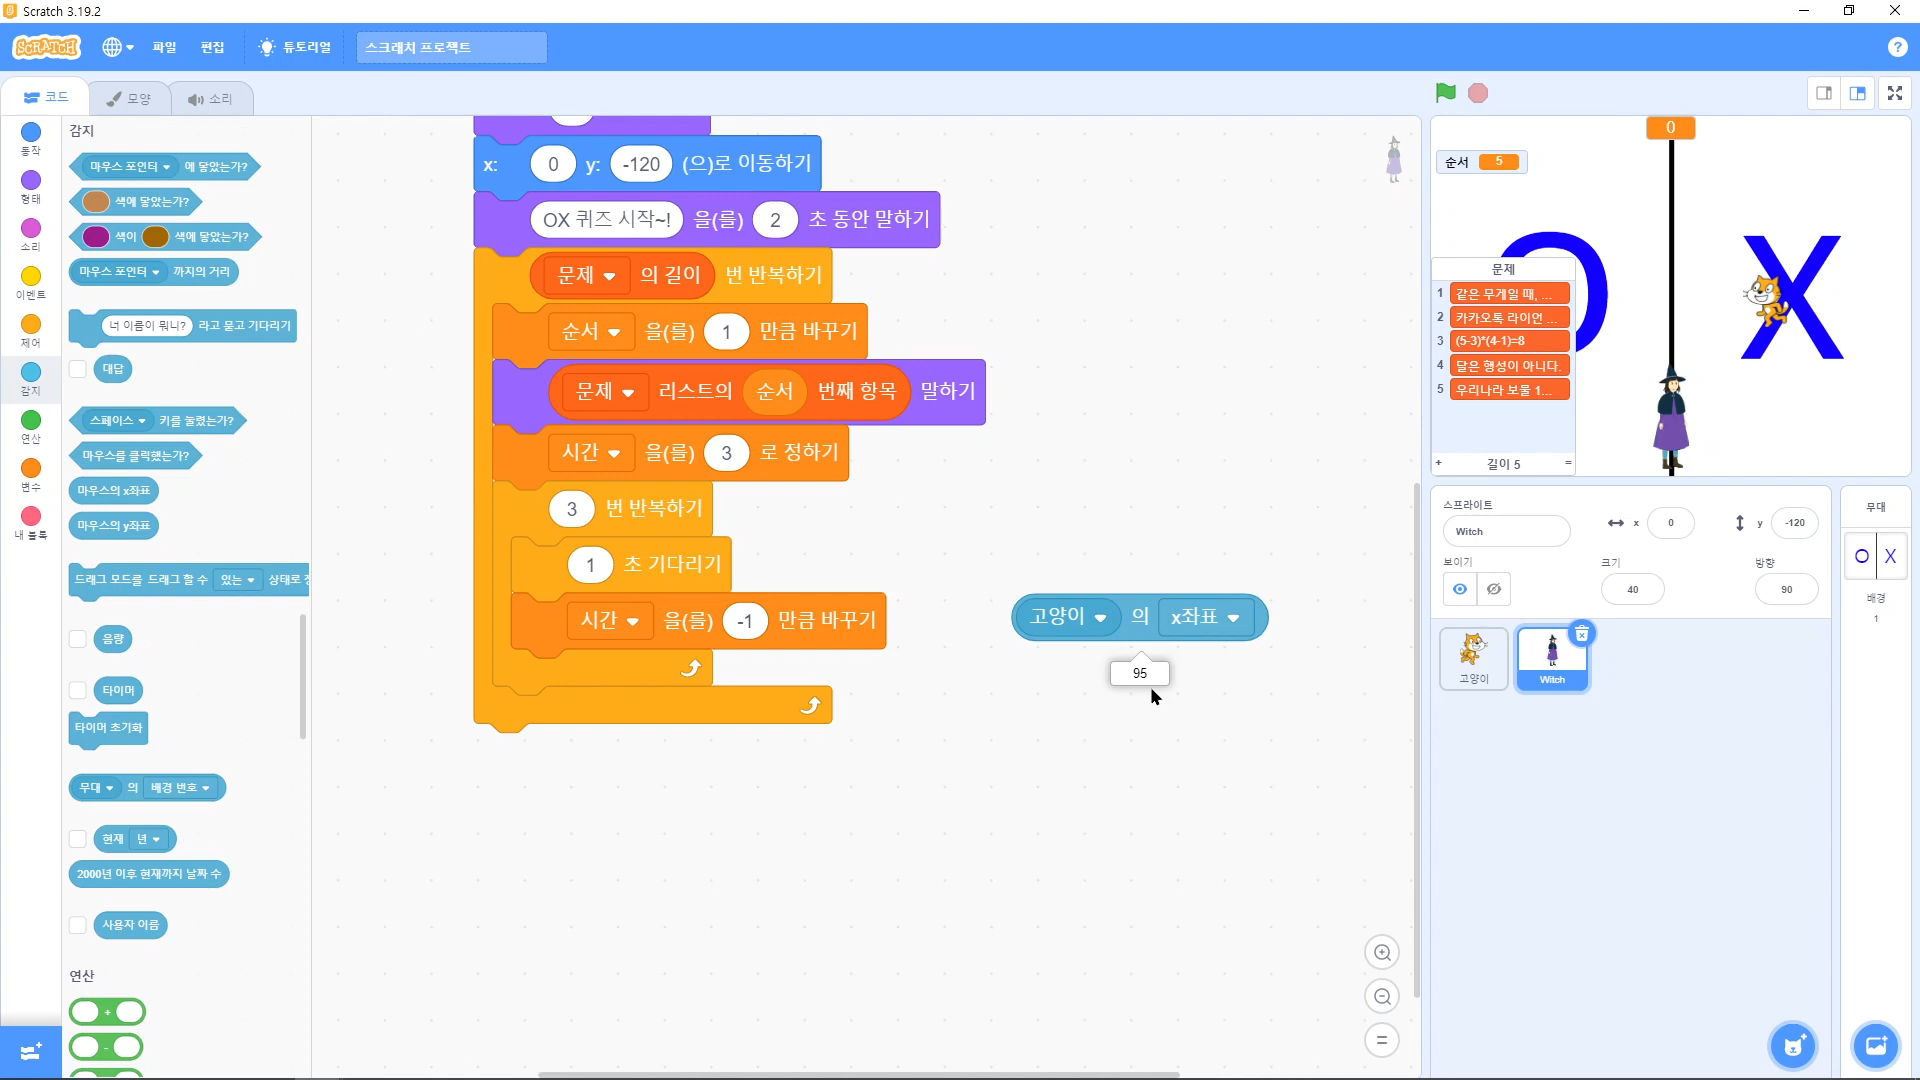 Scratch 3.19.2
SCRATCH 파일 편집 튜토리얼 스크래치 프로젝트 ?
코드 모양 소리
동작
형태
소리
이벤트
제어
감지
연산
변수
내 블록
감지
마우스 포인터 에 닿았는가?
색에 닿았는가?
색이 색에 닿았는가?
마우스 포인터 까지의 거리
너 이름이 뭐니? 라고 묻고 기다리기
대답
스페이스 키를 눌렀는가?
마우스를 클릭했는가?
마우스의 x좌표
마우스의 y좌표
드래그 모드를 드래그 할 수 있는 상태로 정
음량
타이머
타이머 초기화
무대 의 배경 번호
현재 년
2000년 이후 현재까지 날짜 수
사용자 이름
연산
+
-
x: 0 y: -120 (으)로 이동하기
OX 퀴즈 시작~! 을(를) 2 초 동안 말하기
문제 의 길이 번 반복하기
순서 을(를) 1 만큼 바꾸기
문제 리스트의 순서 번째 항목 말하기
시간 을(를) 3 로 정하기
3 번 반복하기
1 초 기다리기
시간 을(를) -1 만큼 바꾸기
고양이 의 x좌표
95
0
순서 5
O X
문제
1 같은 무게일 때, ...
2 카카오톡 라이언 ...
3 (5-3)*(4-1)=8
4 달은 행성이 아니다.
5 우리나라 보물 1...
+ 길이 5 =
스프라이트
Witch x 0 y -120
보이기 크기 방향
40 90
고양이 Witch
무대
O X
배경
1